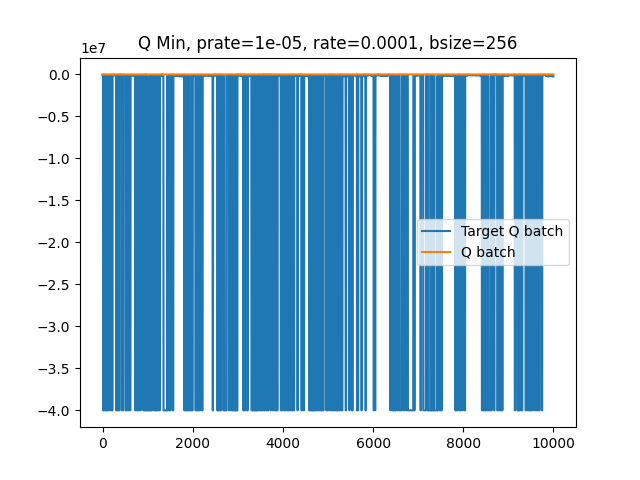 Q Min, prate=1e-05, rate=0.0001, bsize=256
1e7
0.0
−0.5
−1.0
−1.5
−2.0
−2.5
−3.0
−3.5
−4.0
Target Q batch
Q batch
0 2000 4000 6000 8000 10000